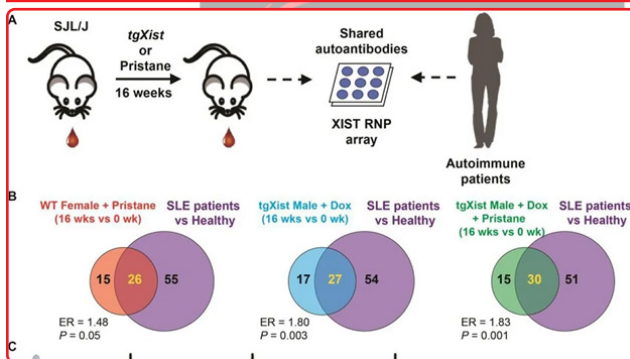 A
SJL/J
tgXist
or
Pristane
16 weeks
Shared
autoantibodies
XIST RNP
array
Autoimmune
patients
B
WT Female + Pristane
(16 wks vs 0 wk)
SLE patients
vs Healthy
15
26
55
ER = 1.48
P = 0.05
tgXist Male + Dox
(16 wks vs 0 wk)
SLE patients
vs Healthy
17
27
54
ER = 1.80
P = 0.003
tgXist Male + Dox
+ Pristane
(16 wks vs 0 wk)
SLE patients
vs Healthy
15
30
51
ER = 1.83
P = 0.001
C